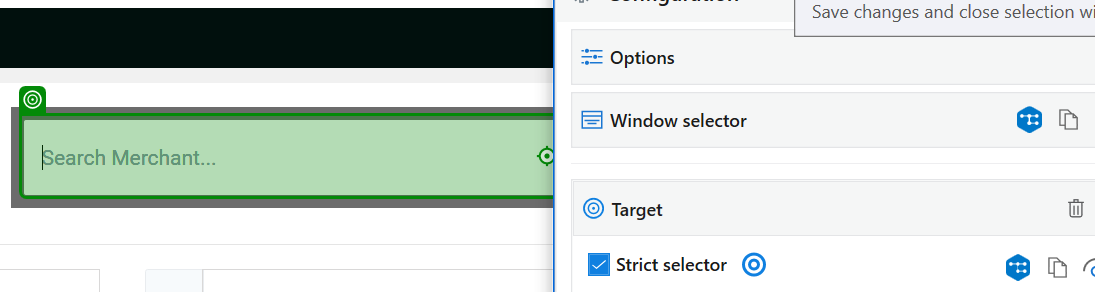 Configuration
Save changes and close selection wi
Options
Window selector
Search Merchant...
Target
Strict selector